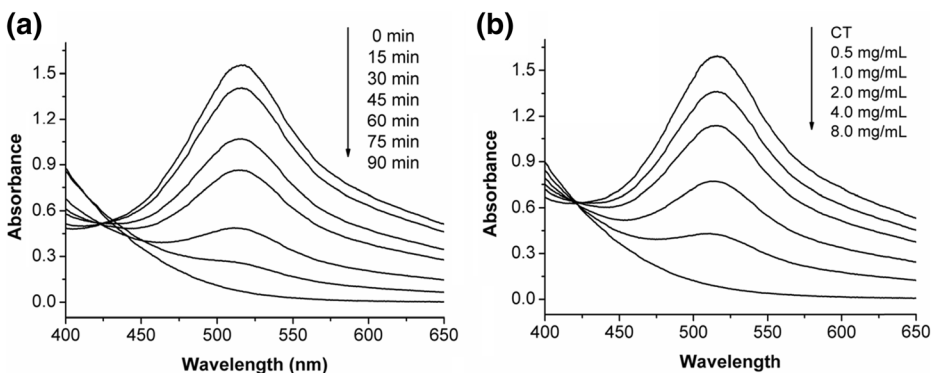 (a)
Absorbance
1.5
1.2
0.9
0.6
0.3
0.0
400 450 500 550 600 650
Wavelength (nm)
0 min
15 min
30 min
45 min
60 min
75 min
90 min
(b)
Absorbance
1.5
1.2
0.9
0.6
0.3
0.0
400 450 500 550 600 650
Wavelength
CT
0.5 mg/mL
1.0 mg/mL
2.0 mg/mL
4.0 mg/mL
8.0 mg/mL